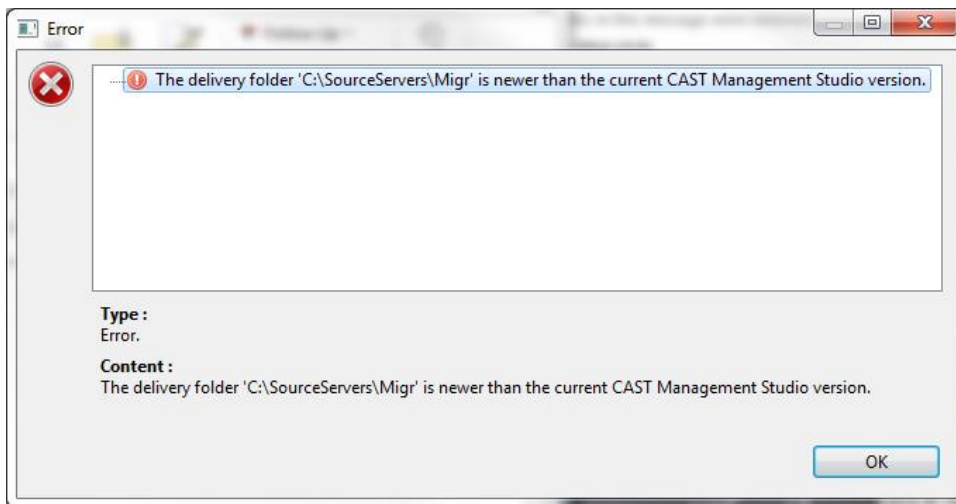 Error
The delivery folder 'C:\SourceServers\Migr' is newer than the current CAST Management Studio version.
Type :
Error.
Content :
The delivery folder 'C:\SourceServers\Migr' is newer than the current CAST Management Studio version.
OK